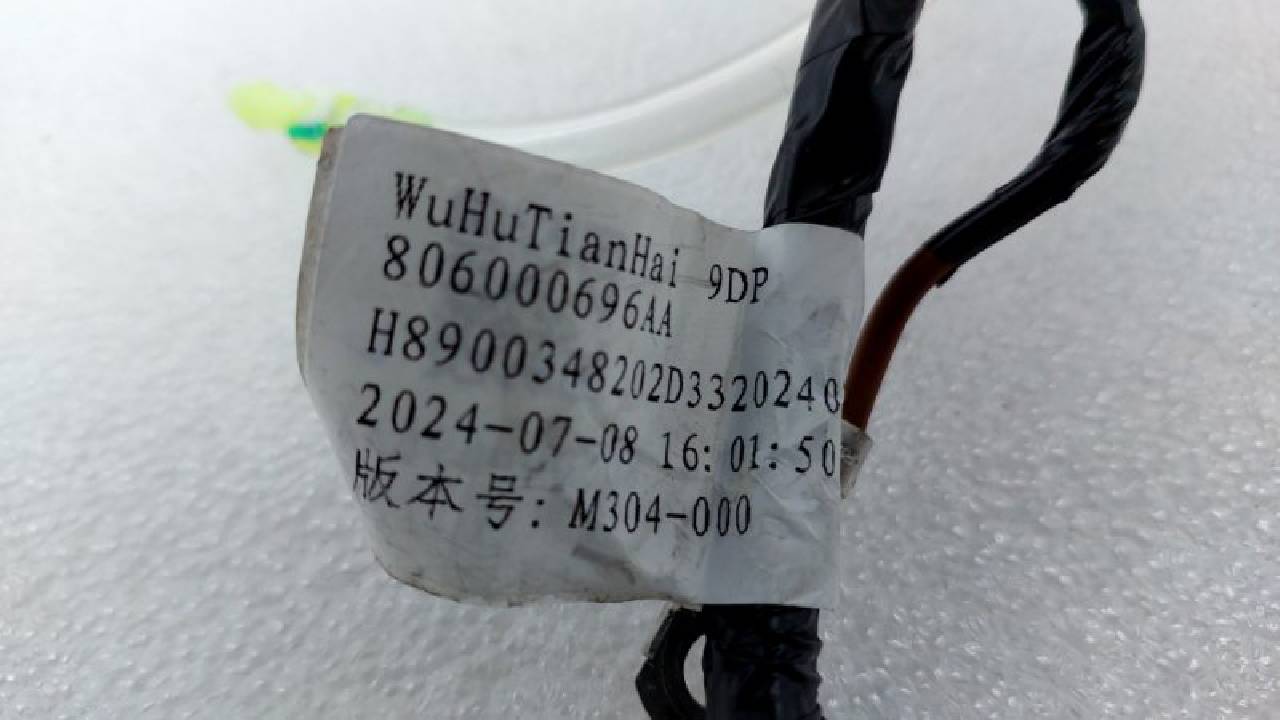 WuHuTianHai 9DP
806000696AA
H8900348202D3320240
2024-07-08 16:01:50
版本号: M304-000